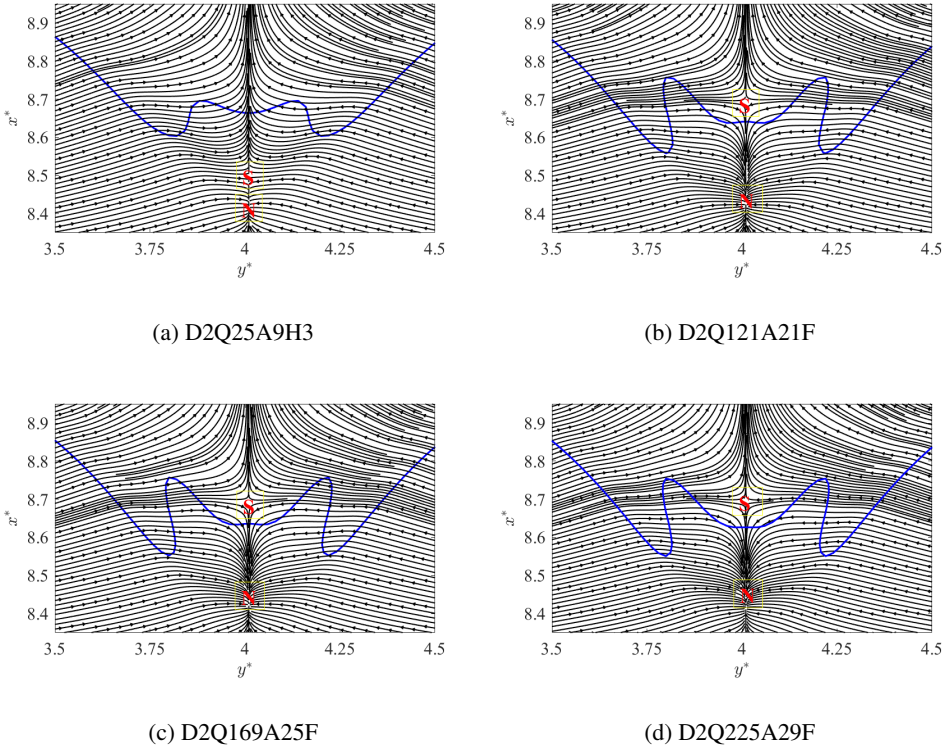 8.9
8.8
8.7
8.6
8.5
8.4
x*
S
N
3.5 3.75 4 4.25 4.5
y*
(a) D2Q25A9H3
8.9
8.8
8.7
8.6
8.5
8.4
x*
S
N
3.5 3.75 4 4.25 4.5
y*
(b) D2Q121A21F
8.9
8.8
8.7
8.6
8.5
8.4
x*
S
N
3.5 3.75 4 4.25 4.5
y*
(c) D2Q169A25F
8.9
8.8
8.7
8.6
8.5
8.4
x*
S
N
3.5 3.75 4 4.25 4.5
y*
(d) D2Q225A29F